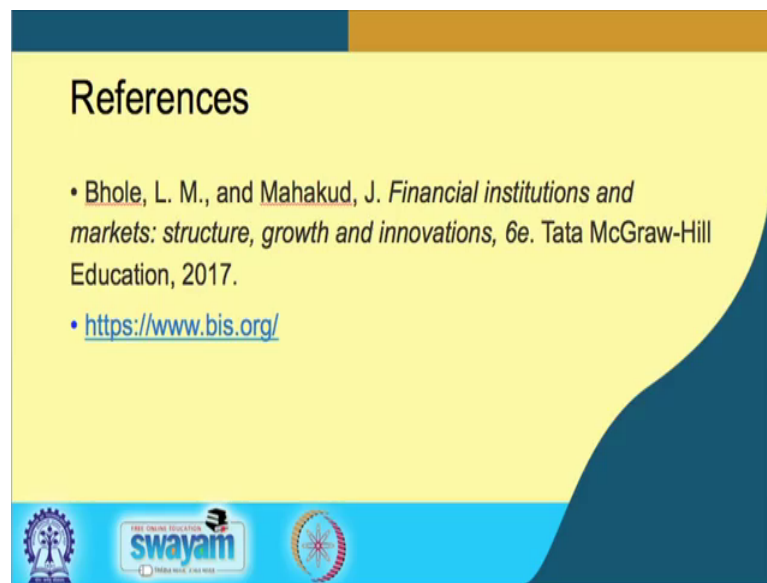 References
• Bhole, L. M., and Mahakud, J. Financial institutions and
markets: structure, growth and innovations, 6e. Tata McGraw-Hill
Education, 2017.
• https://www.bis.org/
FREE ONLINE EDUCATION
swayam